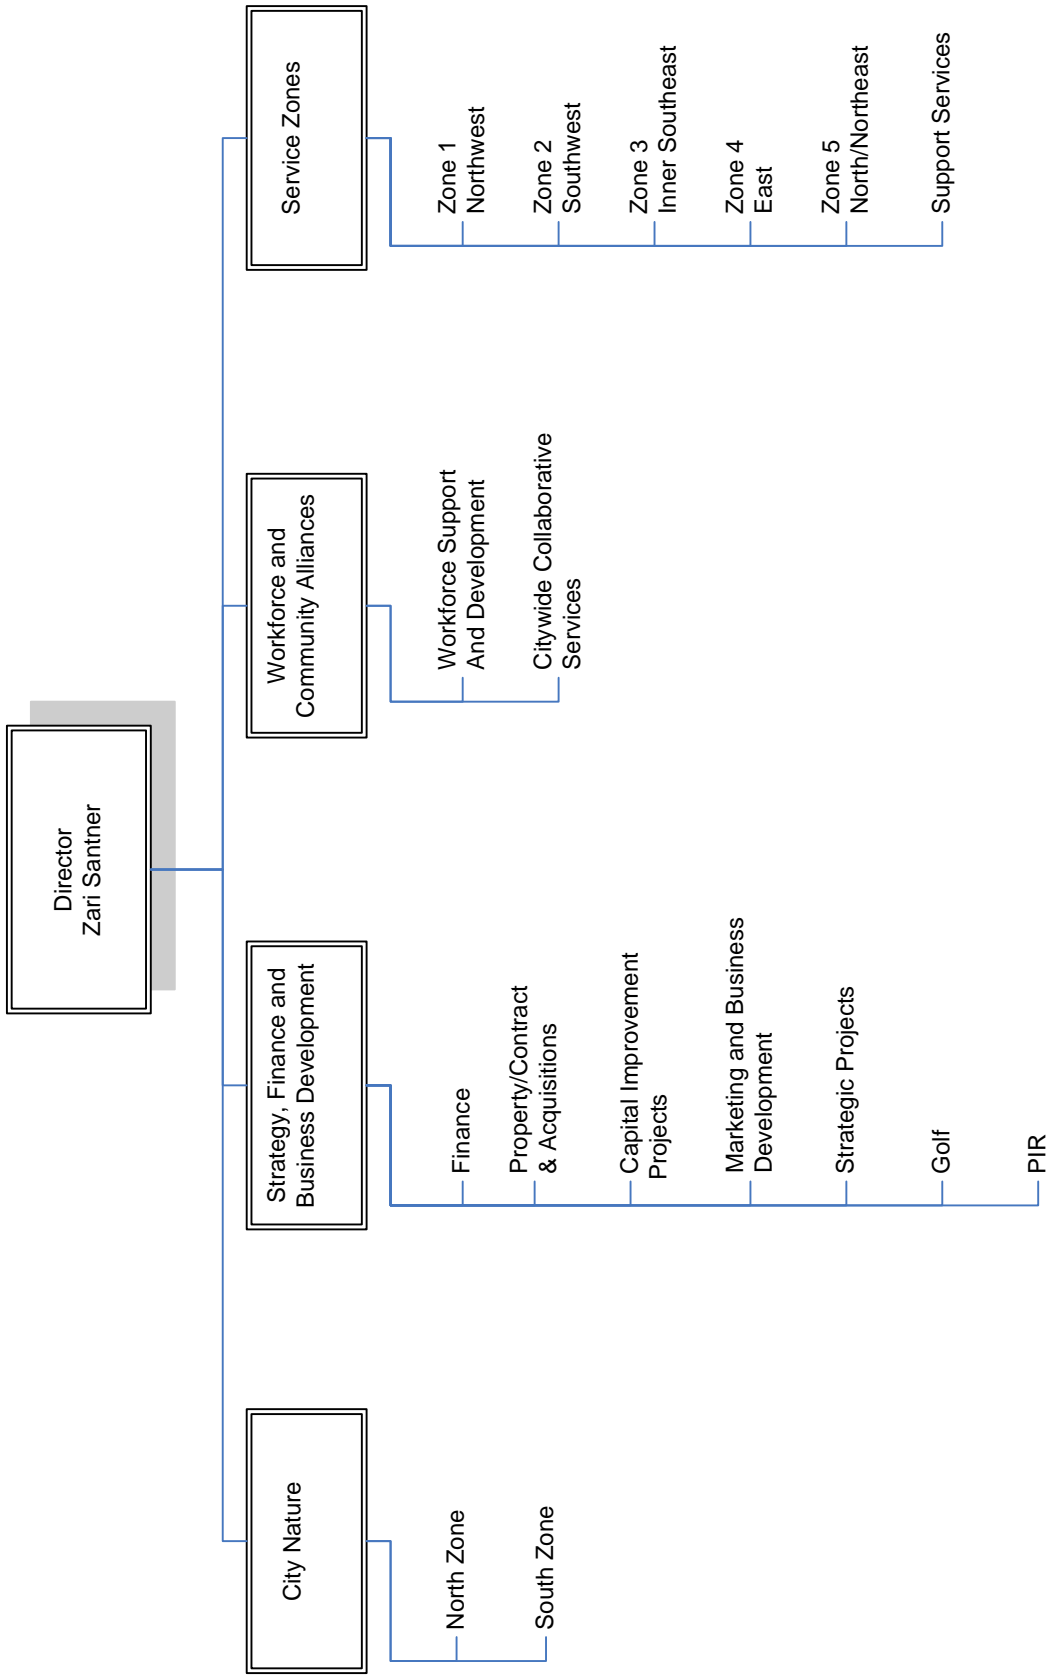 Director
Zari Santner
City Nature
North Zone
South Zone
Strategy, Finance and
Business Development
Finance
Property/Contract
& Acquisitions
Capital Improvement
Projects
Marketing and Business
Development
Strategic Projects
Golf
PIR
Workforce and
Community Alliances
Workforce Support
And Development
Citywide Collaborative
Services
Service Zones
Zone 1
Northwest
Zone 2
Southwest
Zone 3
Inner Southeast
Zone 4
East
Zone 5
North/Northeast
Support Services